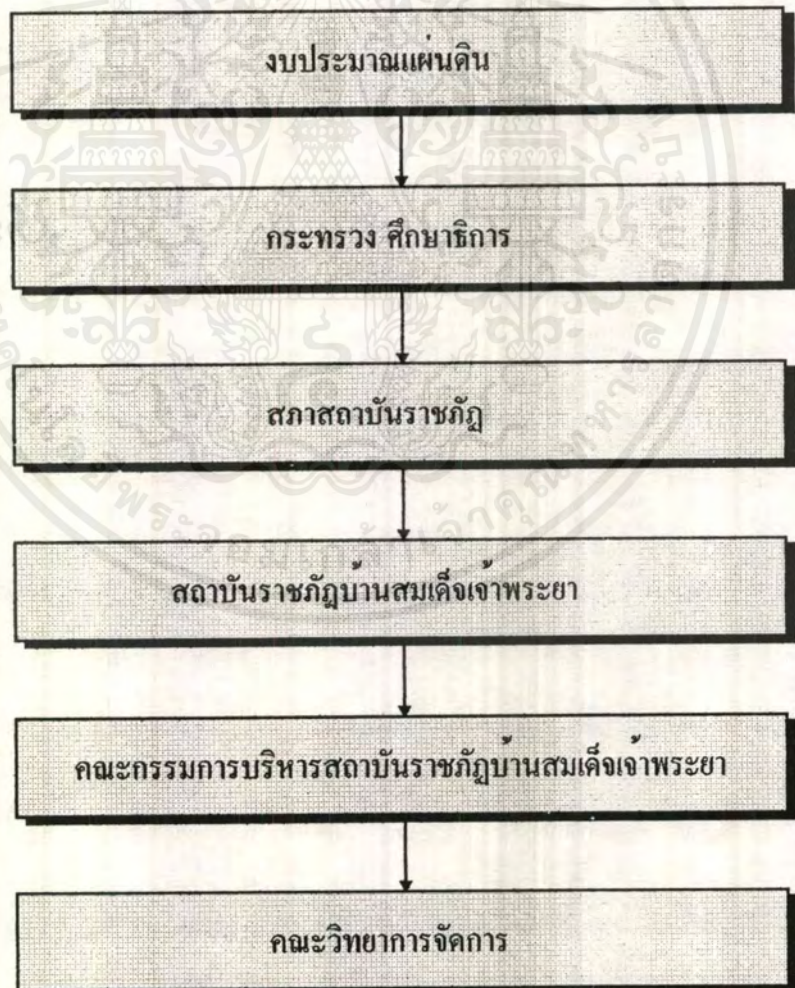 งบประมาณแผ่นดิน
กระทรวง ศึกษาธิการ
สภาสถาบันราชภัฏ
สถาบันราชภัฏบ้านสมเด็จเจ้าพระยา
คณะกรรมการบริหารสถาบันราชภัฏบ้านสมเด็จเจ้าพระยา
คณะวิทยาการจัดการ